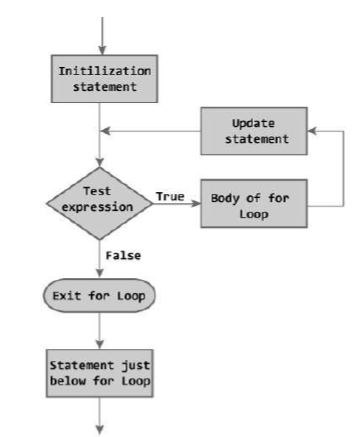 Initilization
statement
Update
statement
Test
expression
True
Body of for
Loop
False
Exit for Loop
Statement just
below for Loop